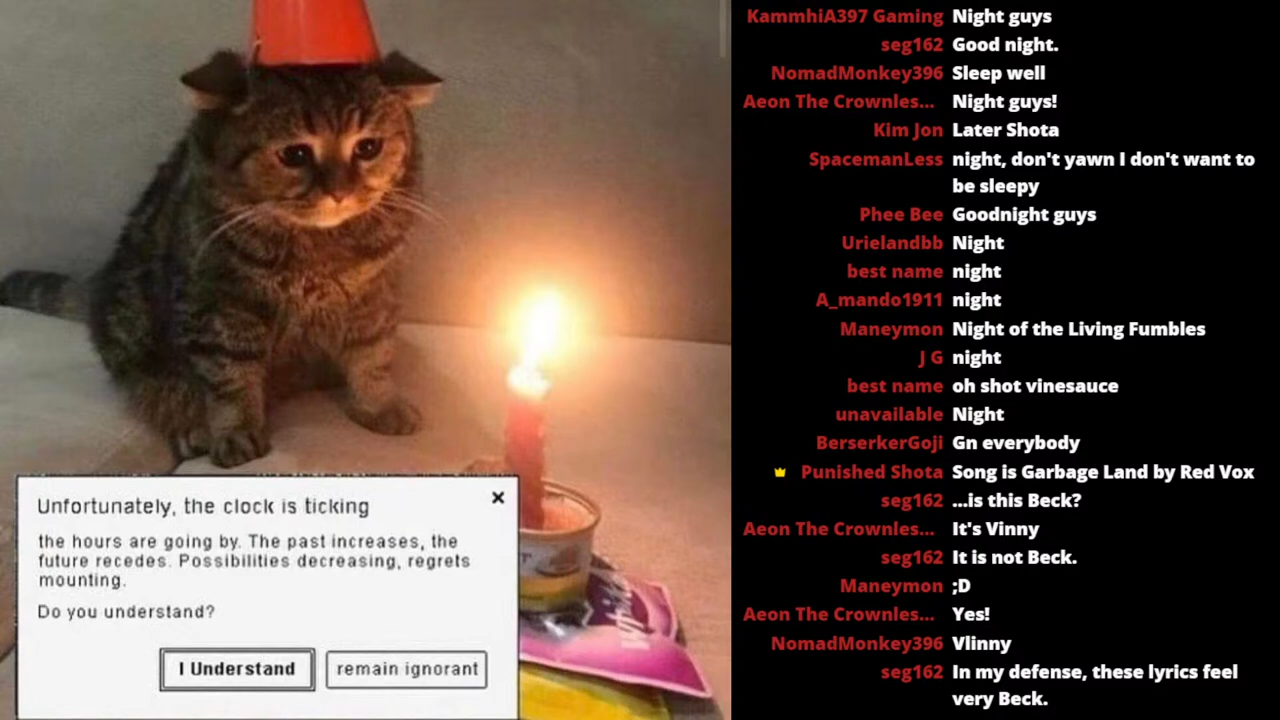 Unfortunately, the clock is ticking
the hours are going by. The past increases, the
future recedes. Possibilities decreasing, regrets
mounting.
Do you understand?
I Understand
remain ignorant
KammhiA397 Gaming Night guys
seg162 Good night.
NomadMonkey396 Sleep well
Aeon The Crownles... Night guys!
Kim Jon Later Shota
SpacemanLess night, don't yawn I don't want to
be sleepy
Phee Bee Goodnight guys
Urielandbb Night
best name night
A_mando1911 night
Maneymon Night of the Living Fumbles
J G night
best name oh shot vinesauce
unavailable Night
BerserkerGoji Gn everybody
Punished Shota Song is Garbage Land by Red Vox
seg162 ...is this Beck?
Aeon The Crownles... It's Vinny
seg162 It is not Beck.
Maneymon ;D
Aeon The Crownles... Yes!
NomadMonkey396 Vlinny
seg162 In my defense, these lyrics feel
very Beck.